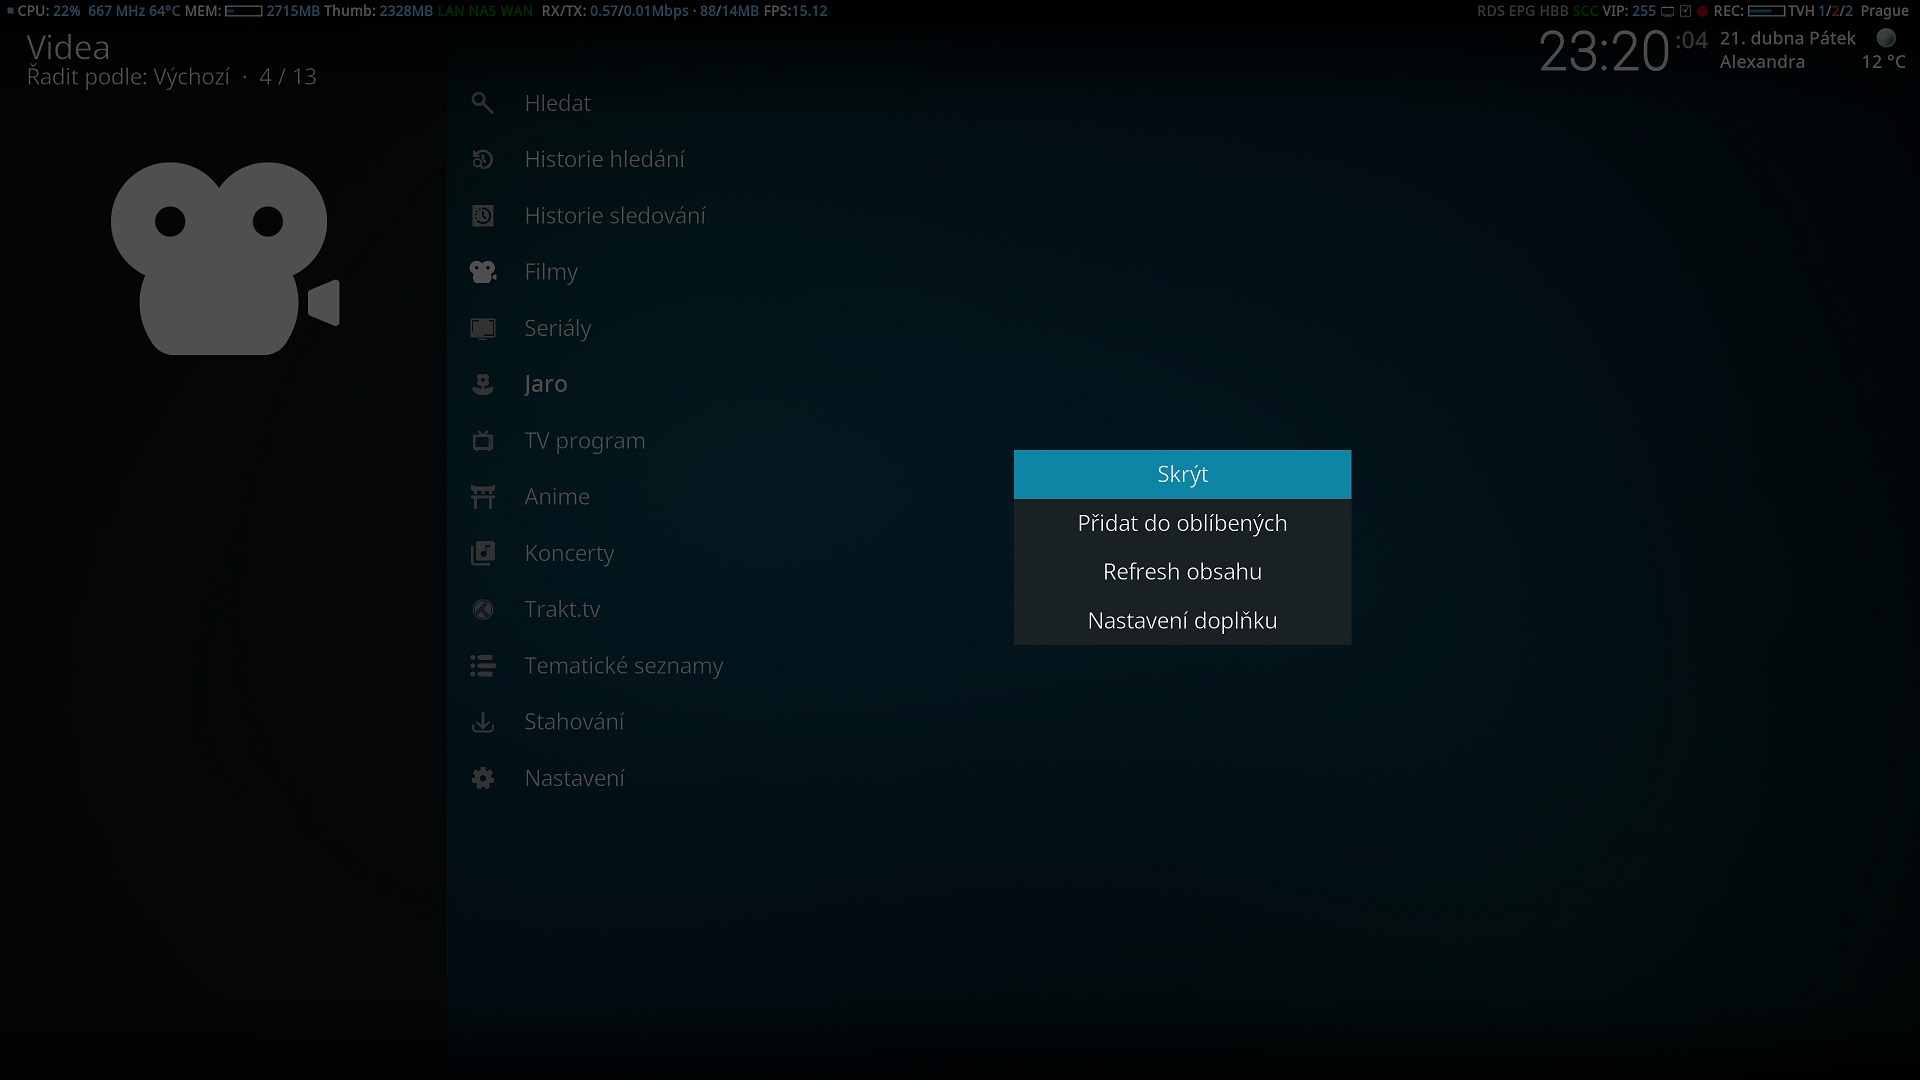 CPU: 22% 667 MHz 64°C MEM: 2715MB Thumb: 2328MB LAN NAS WAN RX/TX: 0.57/0.01Mbps · 88/14MB FPS:15.12
RDS EPG HBB SCC VIP: 255 REC: TVH 1/2/2 Prague
Videa
Řadit podle: Výchozí · 4 / 13
23:20:04
21. dubna Pátek
Alexandra 12 °C
Hledat
Historie hledání
Historie sledování
Filmy
Seriály
Jaro
TV program
Anime
Koncerty
Trakt.tv
Tematické seznamy
Stahování
Nastavení
Skrýt
Přidat do oblíbených
Refresh obsahu
Nastavení doplňku